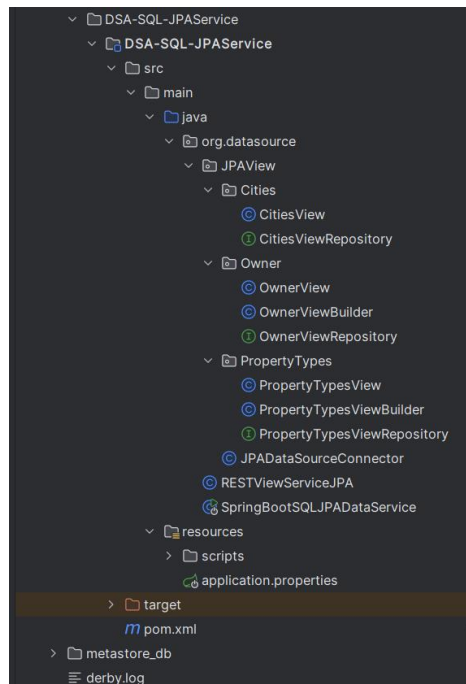 DSA-SQL-JPAService
DSA-SQL-JPAService
src
main
java
org.datasource
JPAView
Cities
CitiesView
CitiesViewRepository
Owner
OwnerView
OwnerViewBuilder
OwnerViewRepository
PropertyTypes
PropertyTypesView
PropertyTypesViewBuilder
PropertyTypesViewRepository
JPADataSourceConnector
RESTViewServiceJPA
SpringBootSQLJPADataService
resources
scripts
application.properties
target
pom.xml
metastore_db
derby.log